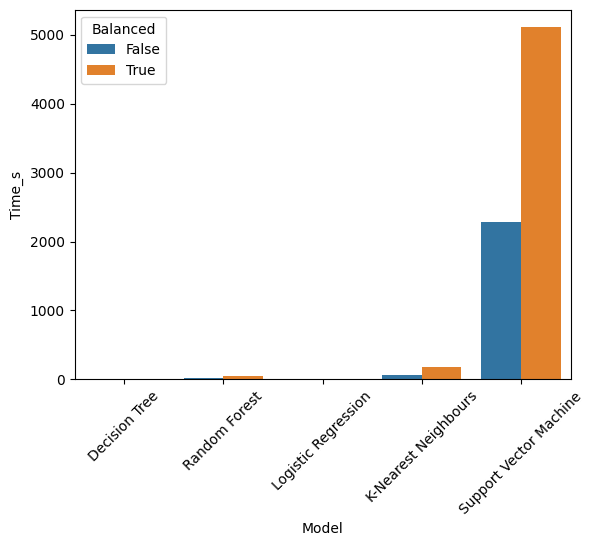 Balanced
False
True
5000
4000
3000
2000
1000
0
Time_s
Decision Tree
Random Forest
Logistic Regression
K-Nearest Neighbours
Support Vector Machine
Model